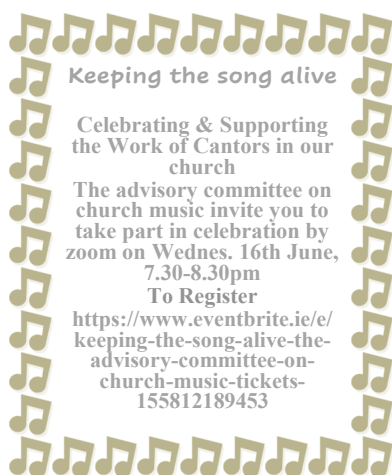 Keeping the song alive
Celebrating & Supporting
the Work of Cantors in our
church
The advisory committee on
church music invite you to
take part in celebration by
zoom on Wednes. 16th June,
7.30-8.30pm
To Register
https://www.eventbrite.ie/e/
keeping-the-song-alive-the-
advisory-committee-on-
church-music-tickets-
155812189453